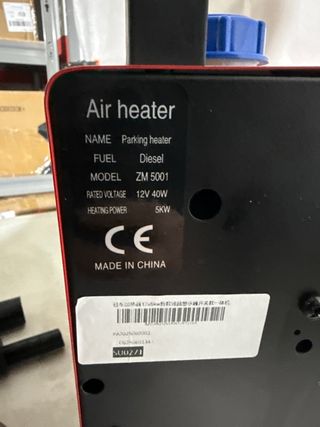 Air heater
NAME Parking heater
FUEL Diesel
MODEL ZM 5001
RATED VOLTAGE 12V 40W
HEATING POWER 5KW
CE
MADE IN CHINA
SU0271